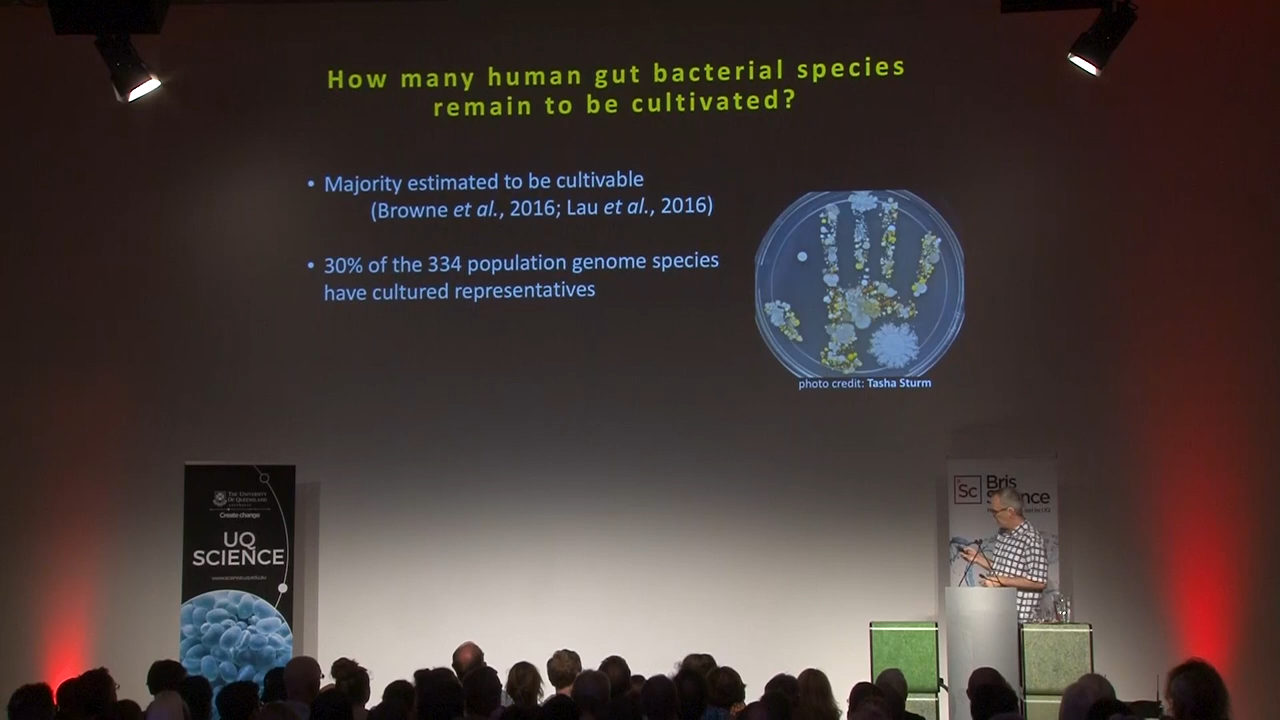 How many human gut bacterial species
remain to be cultivated?
• Majority estimated to be cultivable
(Browne et al., 2016; Lau et al., 2016)
• 30% of the 334 population genome species
have cultured representatives
photo credit: Tasha Sturm
THE UNIVERSITY
OF QUEENSLAND
Create change
UQ
SCIENCE
Sc
Bris